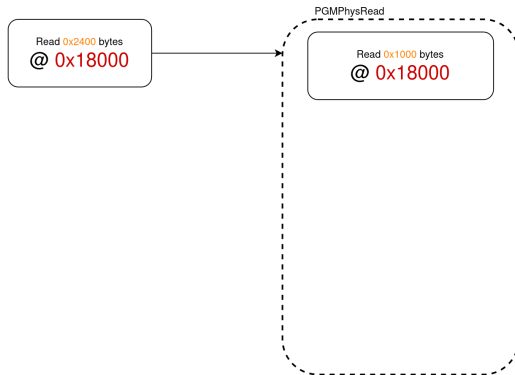 PGMPhysRead
Read 0x2400 bytes
@ 0x18000
Read 0x1000 bytes
@ 0x18000